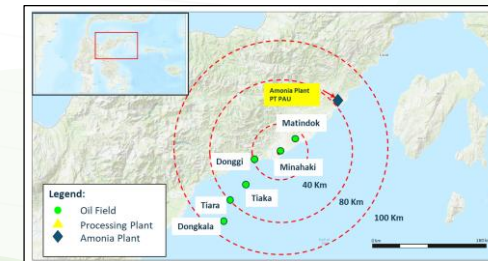 Amonia Plant
PT PAU
Matindok
Donggi
Minahaki
40 Km
Tiaka
80 Km
Tiara
100 Km
Dongkala
Legend:
Oil Field
Processing Plant
Amonia Plant